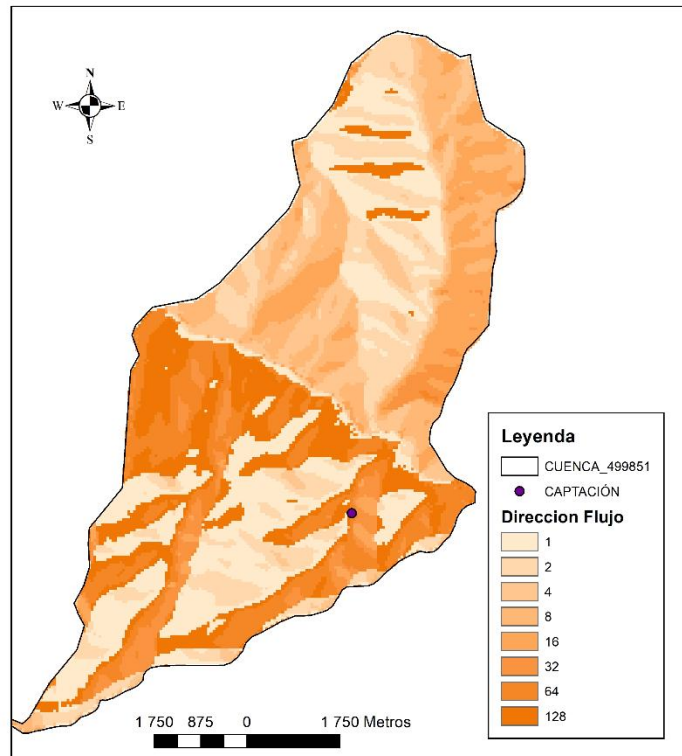 N
W E
S
Leyenda
CUENCA_499851
CAPTACIÓN
Direccion Flujo
1
2
4
8
16
32
64
128
1 750 875 0 1 750 Metros